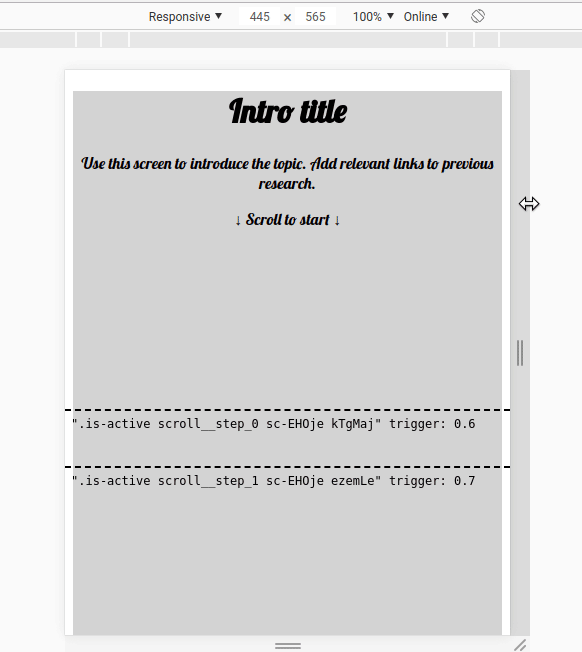 Responsive ▼ 445 × 565 100% ▼ Online ▼
Intro title
Use this screen to introduce the topic. Add relevant links to previous
research.
↓ Scroll to start ↓
".is-active scroll__step_0 sc-EHOje kTgMaj" trigger: 0.6
".is-active scroll__step_1 sc-EHOje ezemLe" trigger: 0.7